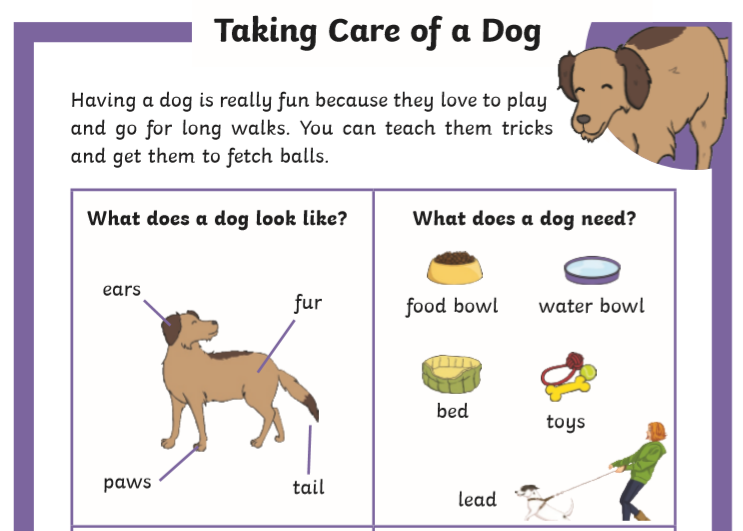 Taking Care of a Dog
Having a dog is really fun because they love to play
and go for long walks. You can teach them tricks
and get them to fetch balls.
What does a dog look like?
ears
fur
paws
tail
What does a dog need?
food bowl
water bowl
bed
toys
lead